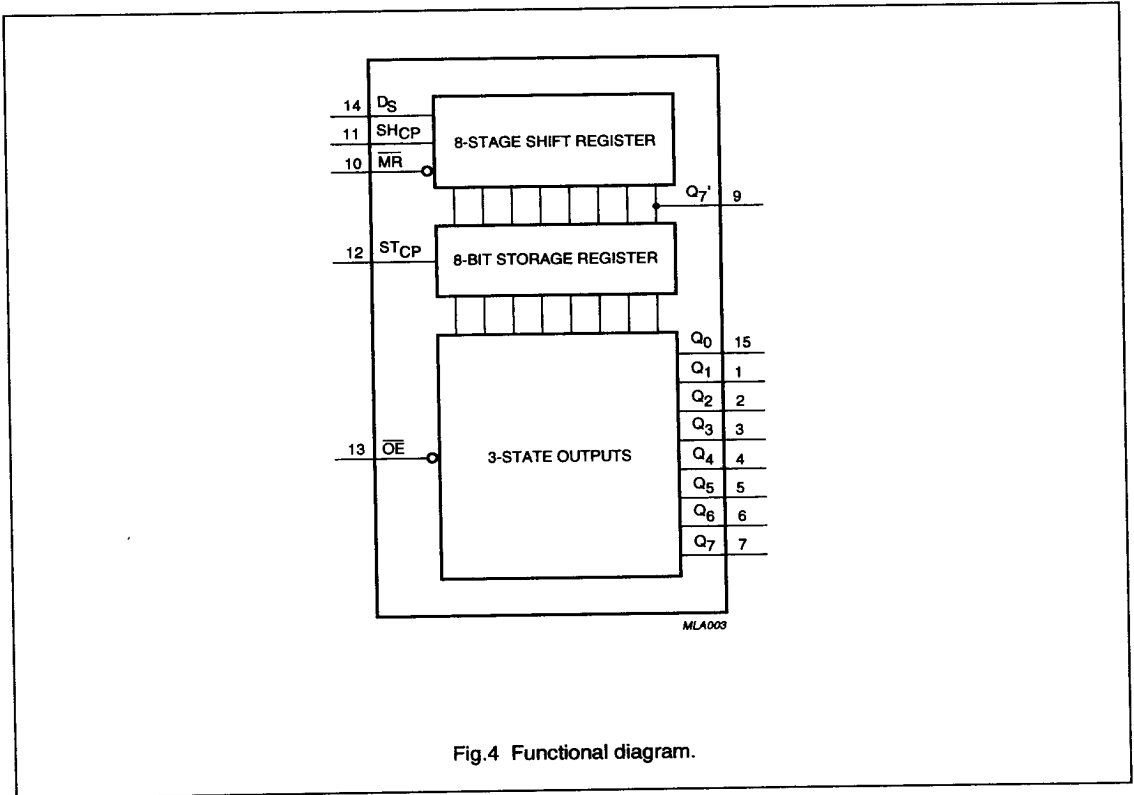 14 DS
11 SHCP
10 MR
8-STAGE SHIFT REGISTER
Q7' 9
12 STCP
8-BIT STORAGE REGISTER
Q0 15
Q1 1
Q2 2
Q3 3
Q4 4
Q5 5
Q6 6
Q7 7
13 OE
3-STATE OUTPUTS
MLA003
Fig.4 Functional diagram.